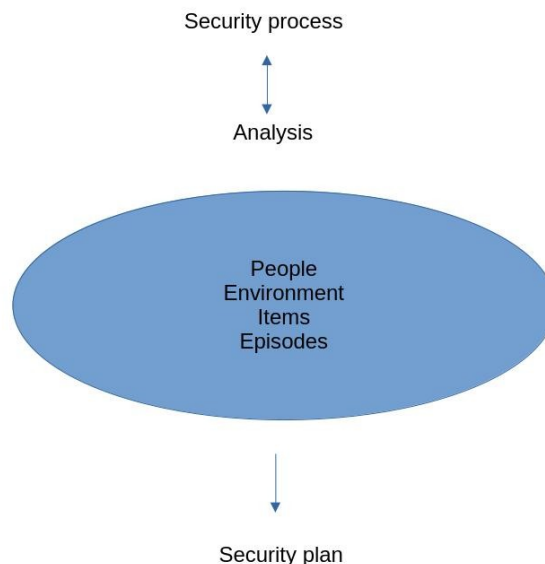 Security process
Analysis
People
Environment
Items
Episodes
Security plan